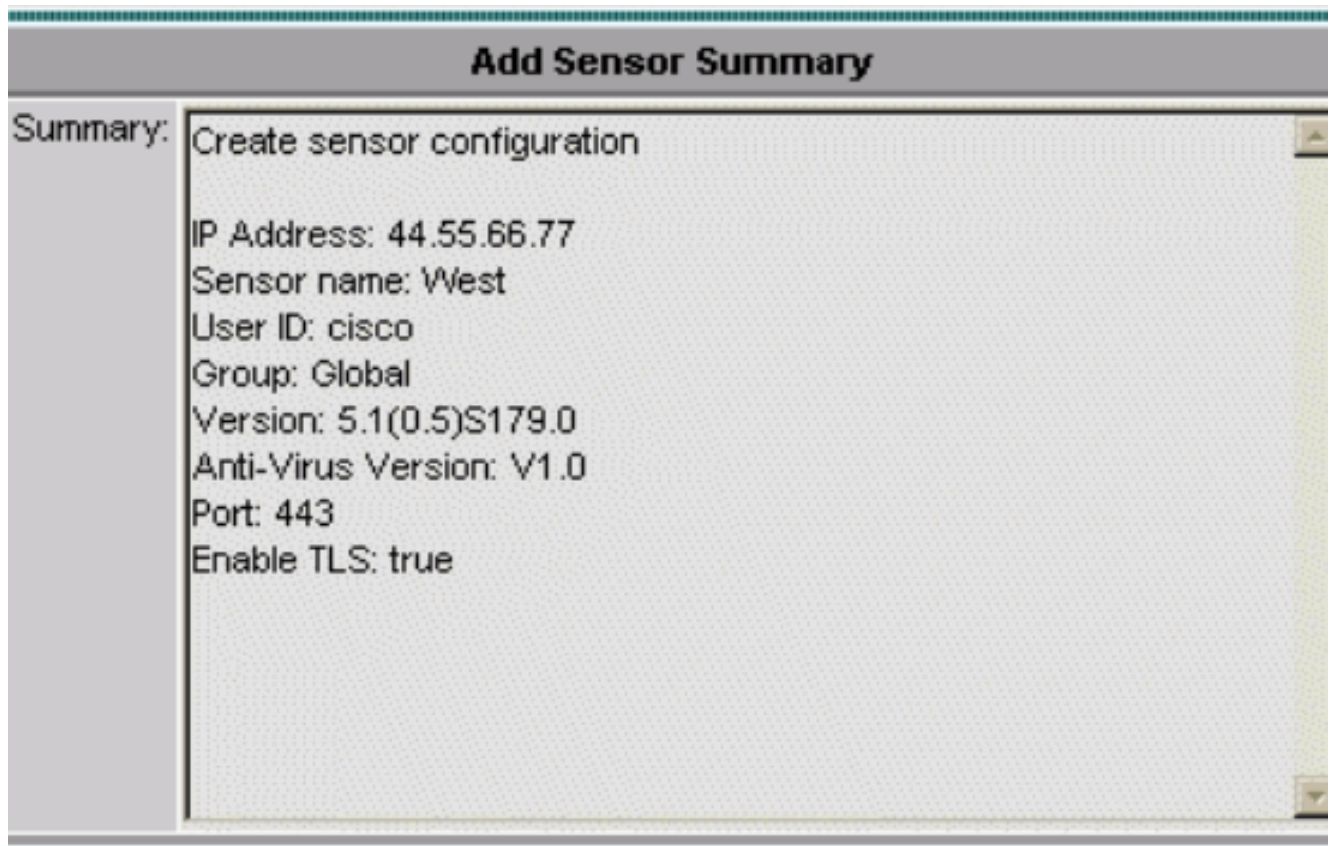 Add Sensor Summary
Summary:
Create sensor configuration
IP Address: 44.55.66.77
Sensor name: West
User ID: cisco
Group: Global
Version: 5.1(0.5)S179.0
Anti-Virus Version: V1.0
Port: 443
Enable TLS: true